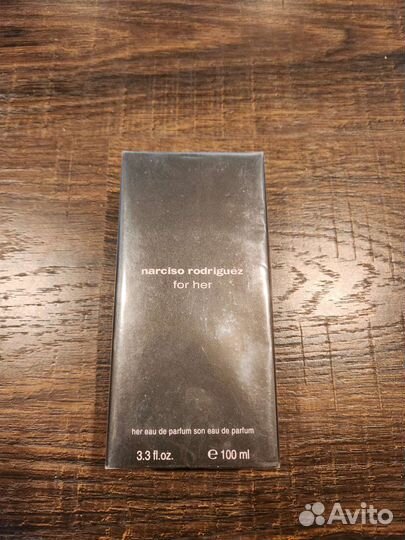 narciso rodriguez
for her
her eau de parfum son eau de parfum
3.3 fl.oz. ℮ 100 ml
Avito